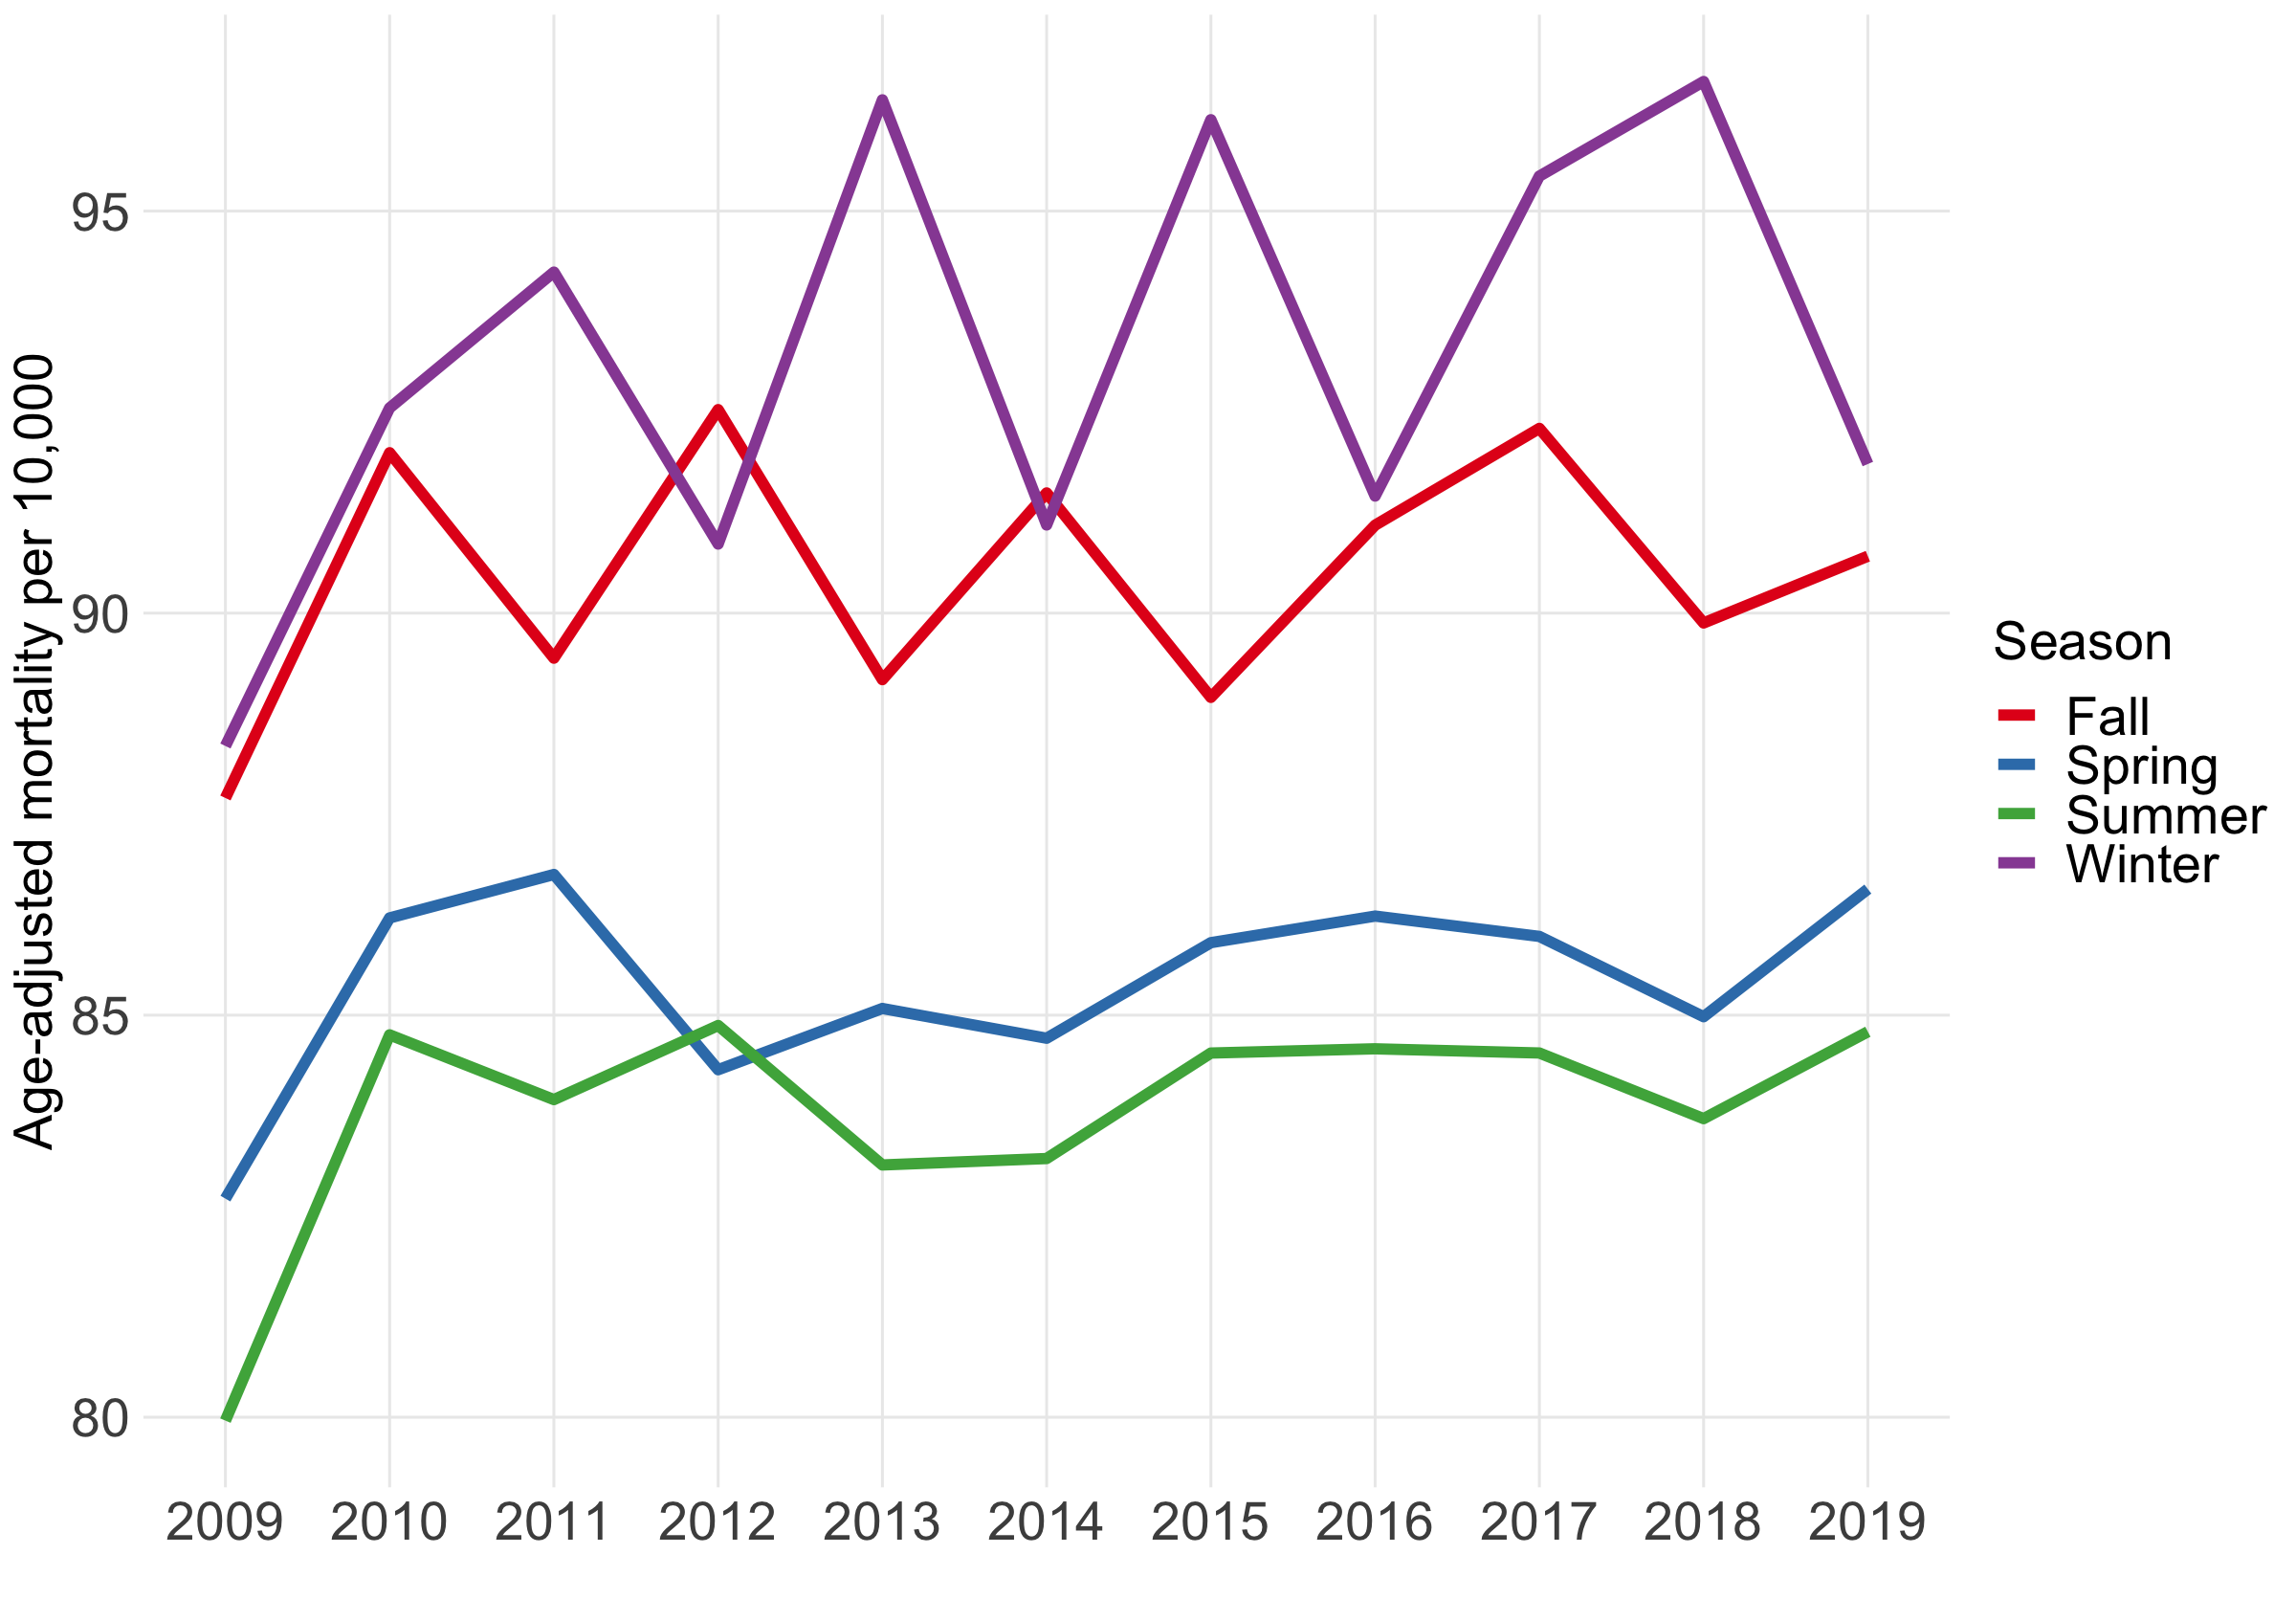 Age-adjusted mortality per 10,000
95
90
85
80
2009 2010 2011 2012 2013 2014 2015 2016 2017 2018 2019
Season
Fall
Spring
Summer
Winter